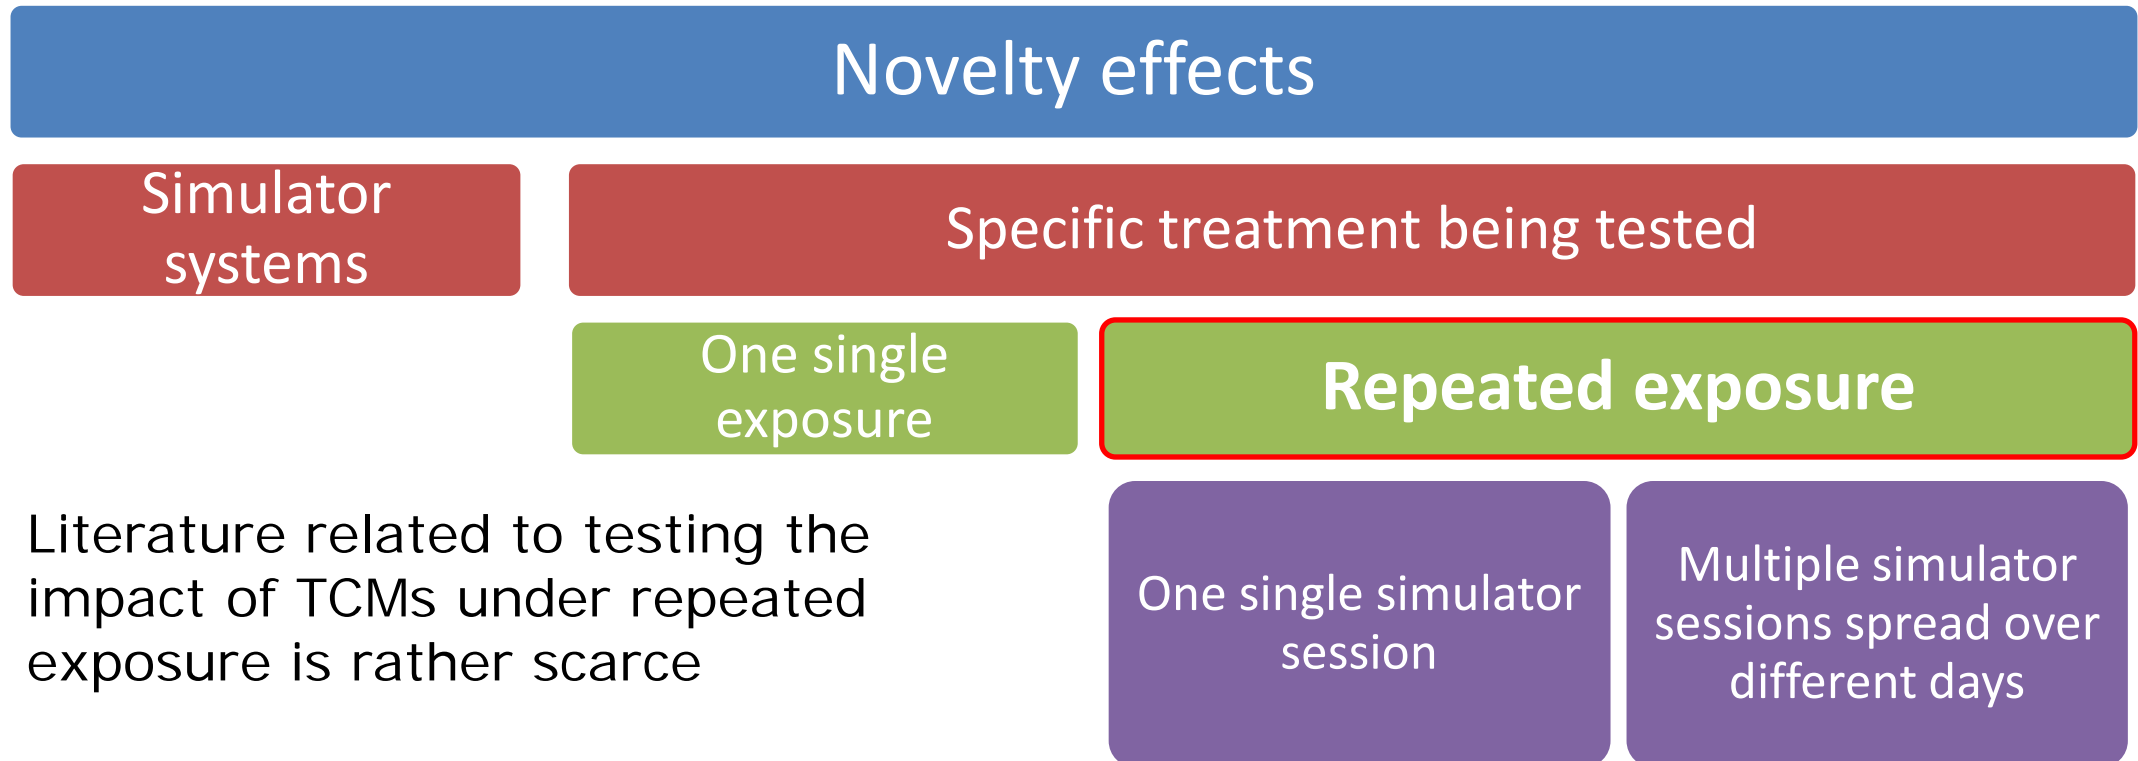 Novelty effects
Simulator
systems
Specific treatment being tested
One single
exposure
Repeated exposure
Literature related to testing the
impact of TCMs under repeated
exposure is rather scarce
One single simulator
session
Multiple simulator
sessions spread over
different days